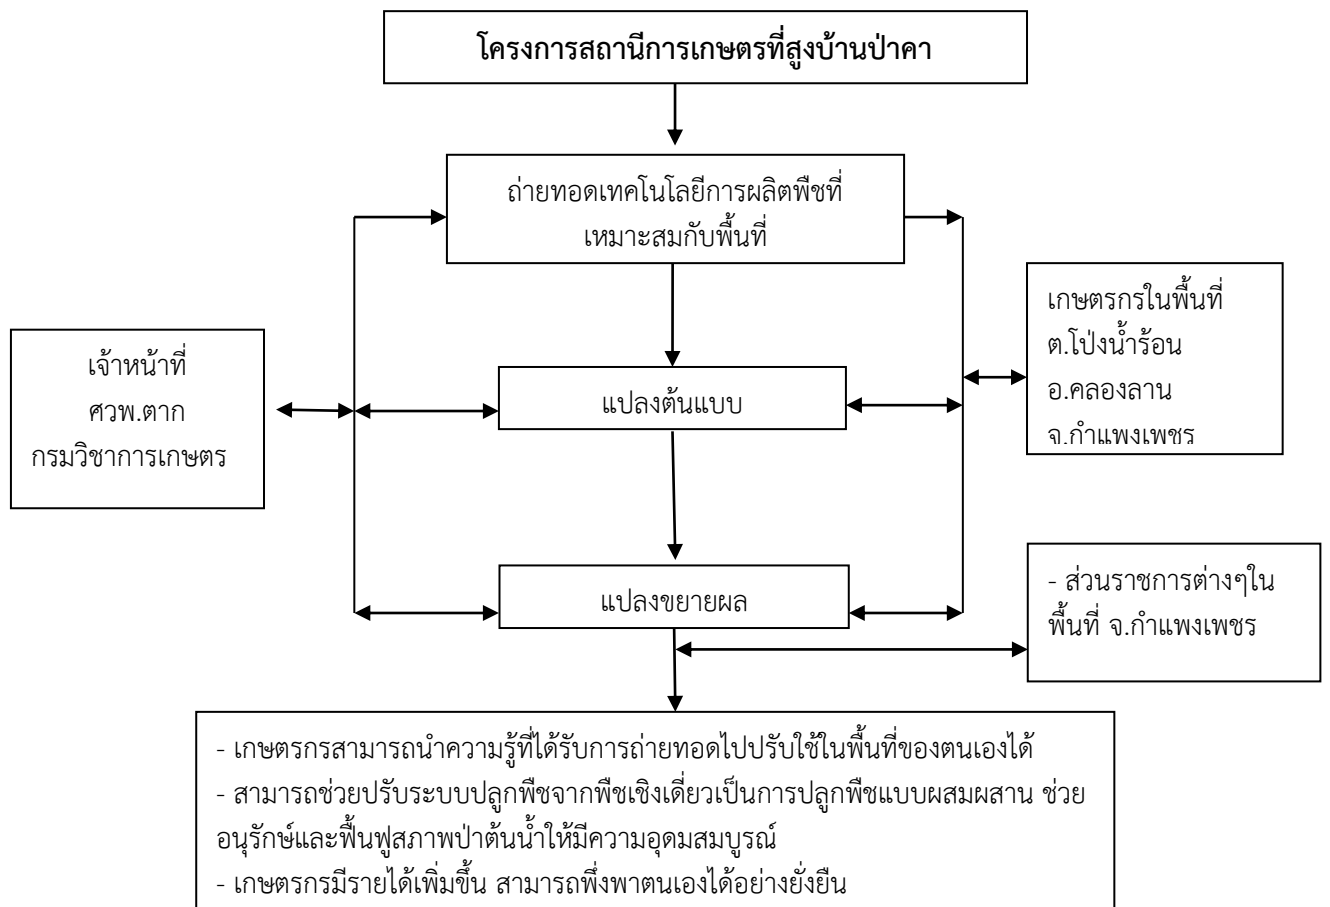 โครงการสถานีการเกษตรที่สูงบ้านป่าคา
ถ่ายทอดเทคโนโลยีการผลิตพืชที่
เหมาะสมกับพื้นที่
เกษตรกรในพื้นที่
ต.โป่งน้ำร้อน
อ.คลองลาน
จ.กำแพงเพชร
เจ้าหน้าที่
ศวพ.ตาก
กรมวิชาการเกษตร
แปลงต้นแบบ
แปลงขยายผล
- ส่วนราชการต่างๆใน
พื้นที่ จ.กำแพงเพชร
- เกษตรกรสามารถนำความรู้ที่ได้รับการถ่ายทอดไปปรับใช้ในพื้นที่ของตนเองได้
- สามารถช่วยปรับระบบปลูกพืชจากพืชเชิงเดี่ยวเป็นการปลูกพืชแบบผสมผสาน ช่วย
อนุรักษ์และฟื้นฟูสภาพป่าต้นน้ำให้มีความอุดมสมบูรณ์
- เกษตรกรมีรายได้เพิ่มขึ้น สามารถพึ่งพาตนเองได้อย่างยั่งยืน